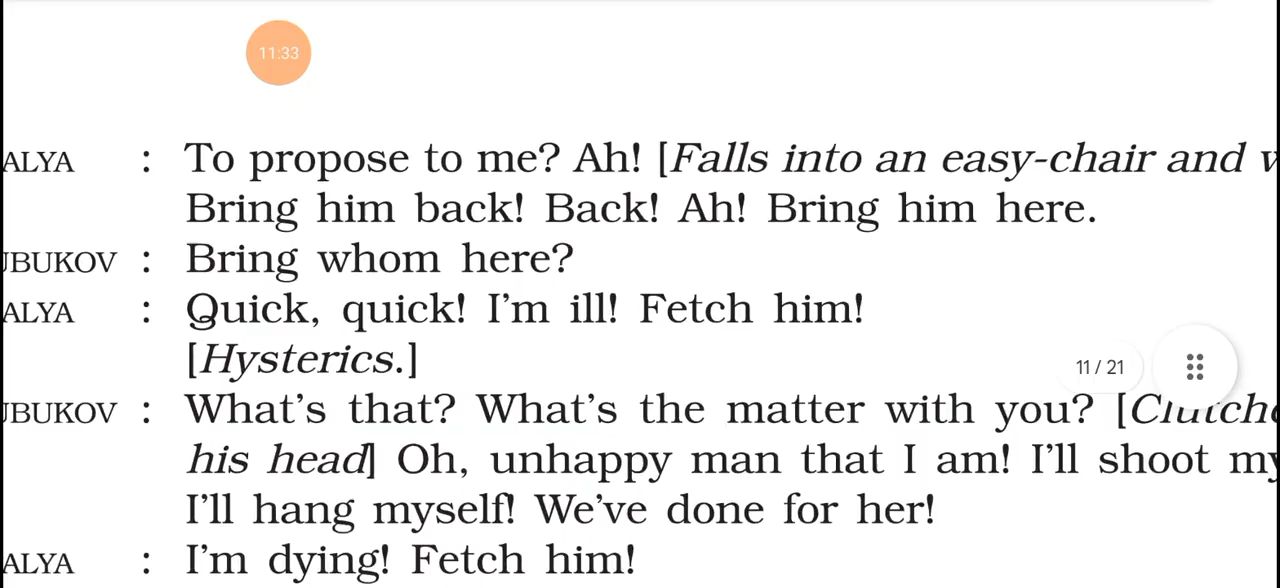 11:33
ALYA : To propose to me? Ah! [Falls into an easy-chair and
Bring him back! Back! Ah! Bring him here.
BUKOV : Bring whom here?
ALYA : Quick, quick! I'm ill! Fetch him!
[Hysterics.]
11 / 21
BUKOV : What's that? What's the matter with you? [Clutche
his head] Oh, unhappy man that I am! I'll shoot my
I'll hang myself! We've done for her!
ALYA : I'm dying! Fetch him!